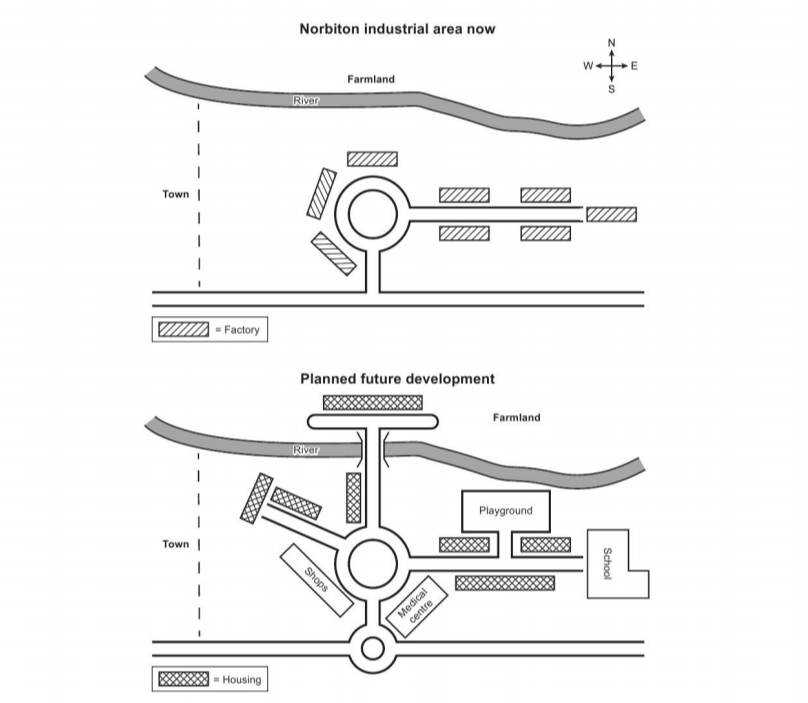 Norbiton industrial area now
N
W E
S
Farmland
River
Town
= Factory
Planned future development
Farmland
River
Playground
Town
School
Shops
Medical
centre
= Housing